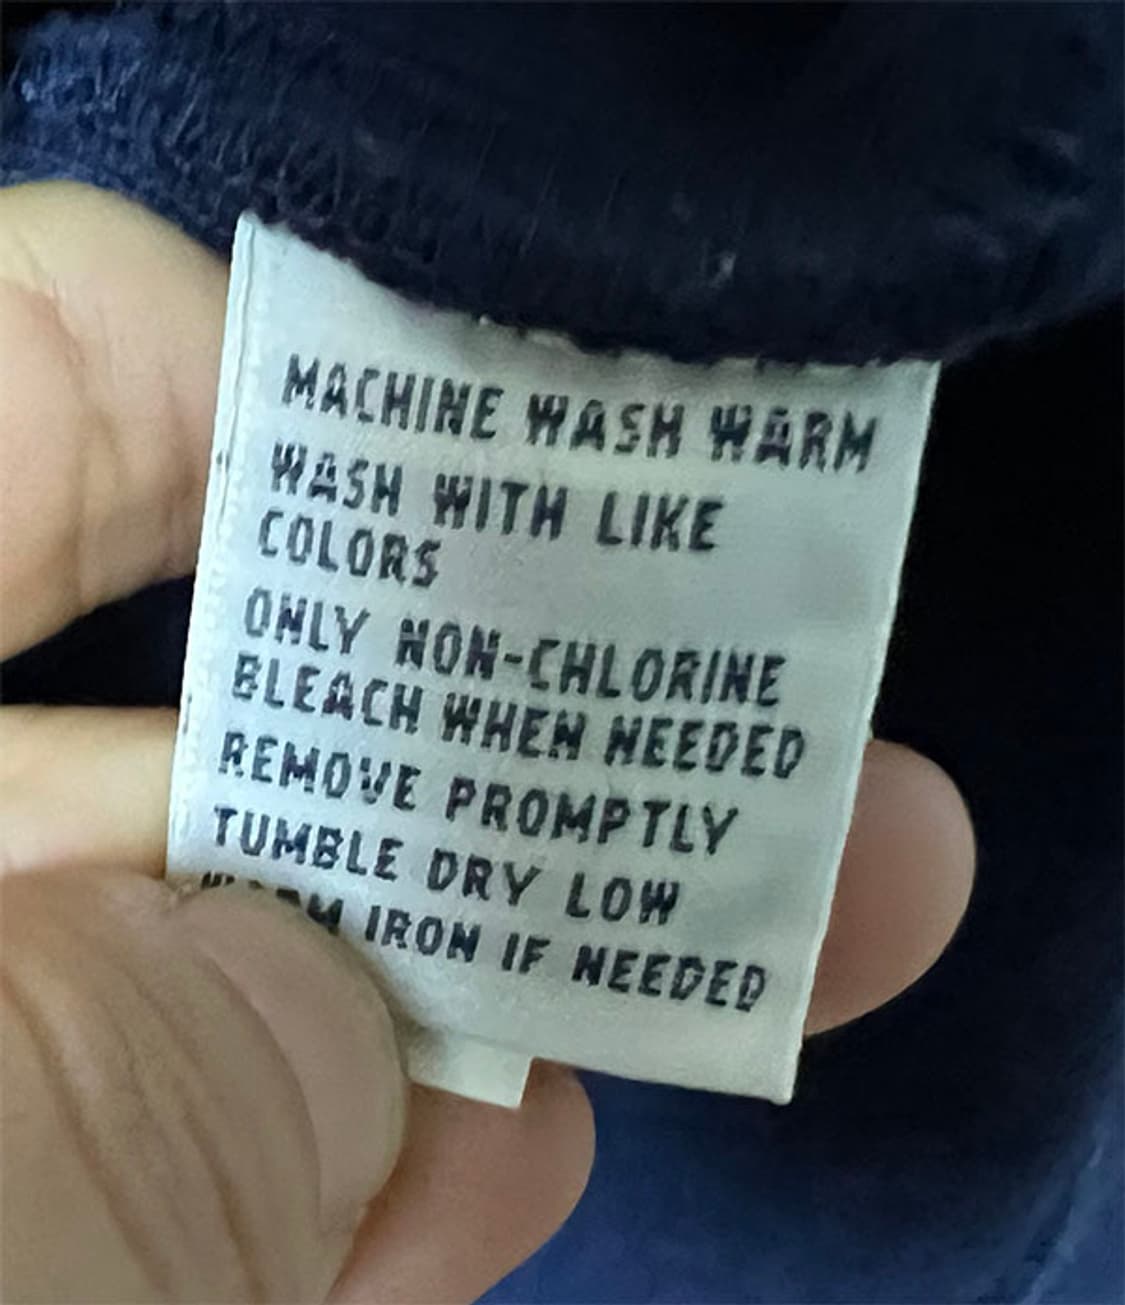 MACHINE WASH WARM
WASH WITH LIKE
COLORS
ONLY NON-CHLORINE
BLEACH WHEN NEEDED
REMOVE PROMPTLY
TUMBLE DRY LOW
WARM IRON IF NEEDED